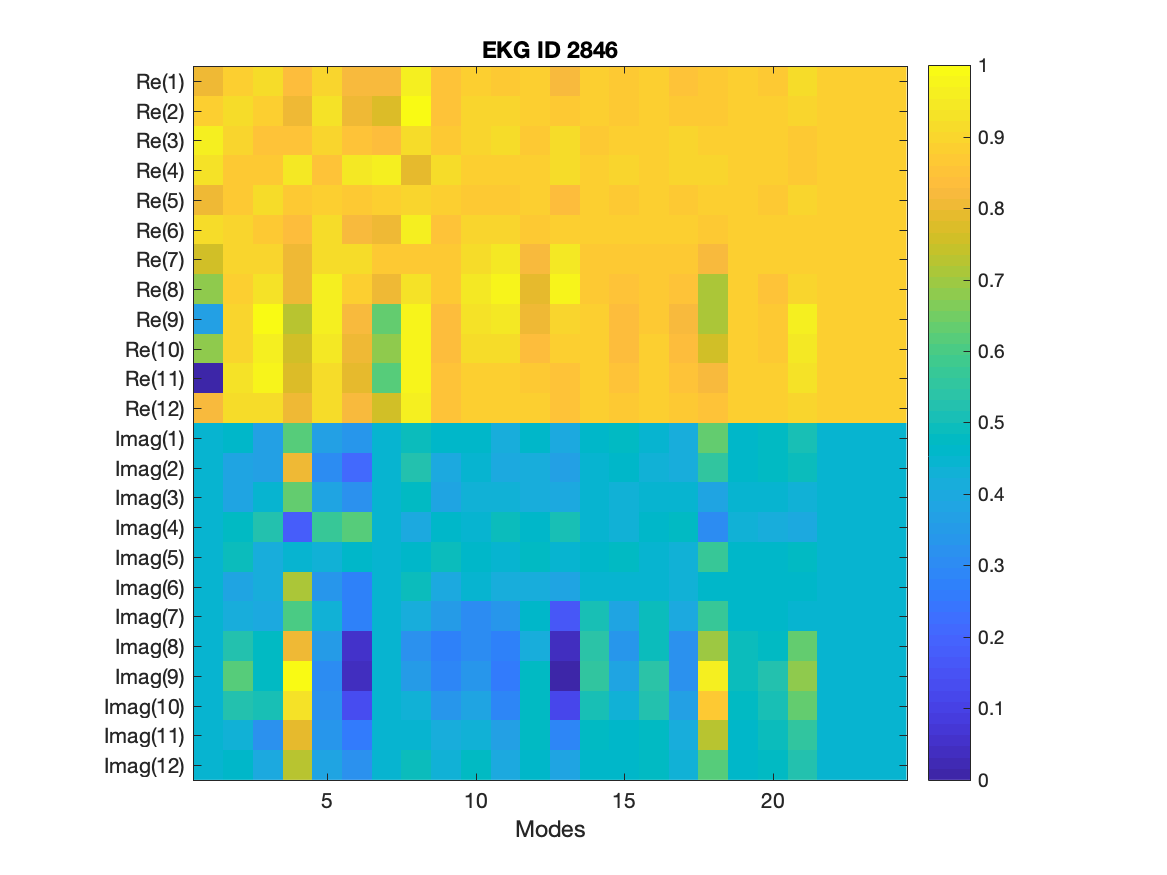 EKG ID 2846
Re(1)
Re(2)
Re(3)
Re(4)
Re(5)
Re(6)
Re(7)
Re(8)
Re(9)
Re(10)
Re(11)
Re(12)
Imag(1)
Imag(2)
Imag(3)
Imag(4)
Imag(5)
Imag(6)
Imag(7)
Imag(8)
Imag(9)
Imag(10)
Imag(11)
Imag(12)
5 10 15 20
Modes
1
0.9
0.8
0.7
0.6
0.5
0.4
0.3
0.2
0.1
0